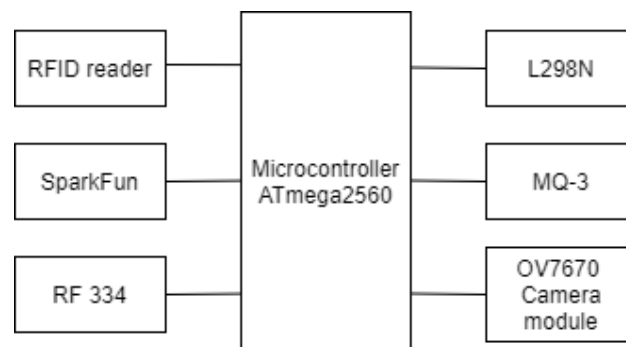 RFID reader
SparkFun
RF 334
Microcontroller
ATmega2560
L298N
MQ-3
OV7670
Camera
module